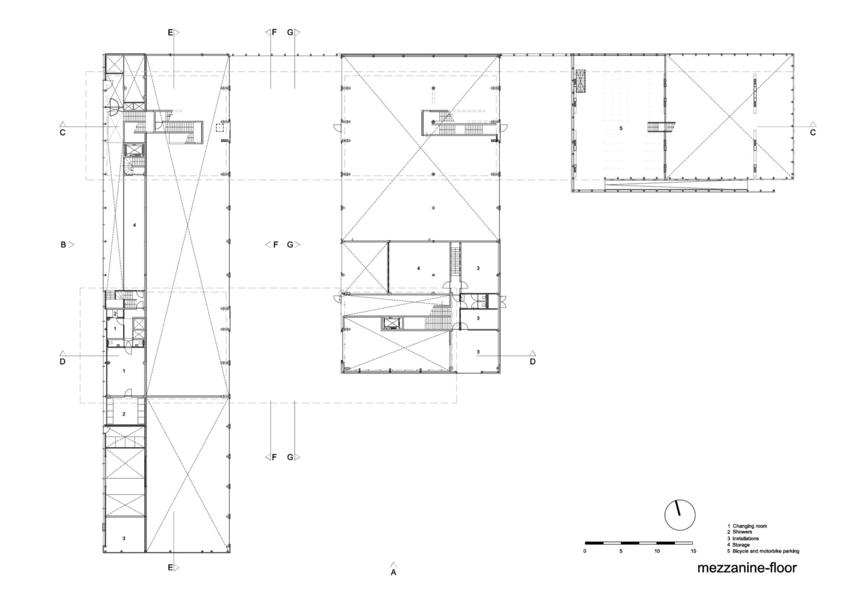 E F G
C 5 C
B F G 4 4 3
2
1 3
D 1 3 D
2
F G
3
1 Changing room
2 Showers
3 Installations
4 Storage
5 Bicycle and motorbike parking
0 5 10 15
E A mezzanine-floor